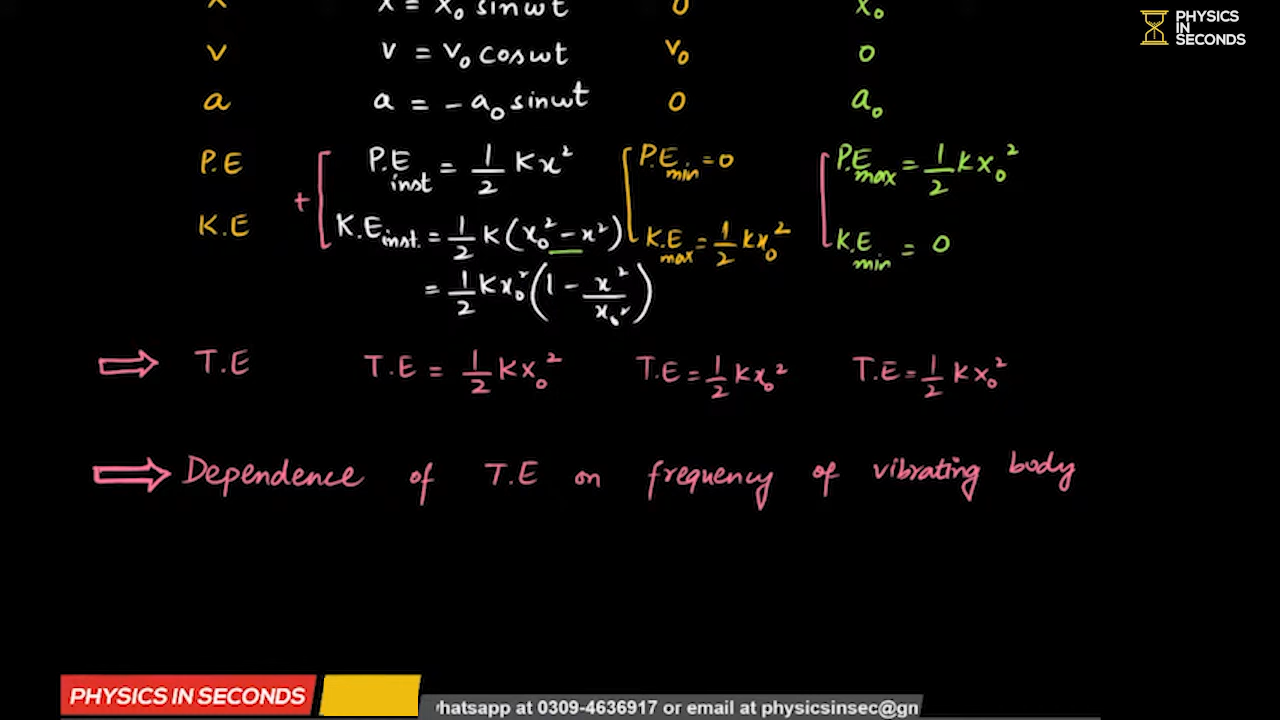 x x = x₀ sinωt 0 x₀
PHYSICS
IN
SECONDS
v v = v₀ cosωt v₀ 0
a a = - a₀ sinωt 0 a₀
P.E P.E inst = 1/2 Kx² P.E min = 0 P.E max = 1/2 Kx₀²
K.E + K.E inst. = 1/2 K(x₀² - x²) K.E max = 1/2 Kx₀² K.E min = 0
= 1/2 Kx₀² (1 - x²/x₀²)
⇒ T.E T.E = 1/2 Kx₀² T.E = 1/2 Kx₀² T.E = 1/2 Kx₀²
⇒ Dependence of T.E on frequency of vibrating body
PHYSICS IN SECONDS
hatsapp at 0309-4636917 or email at physicsinsec@gn